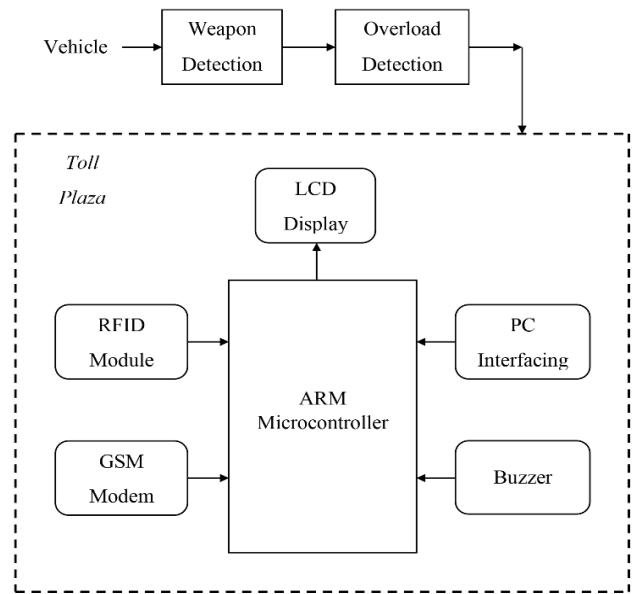 Vehicle
Weapon
Detection
Overload
Detection
Toll
Plaza
LCD
Display
RFID
Module
PC
Interfacing
ARM
Microcontroller
GSM
Modem
Buzzer